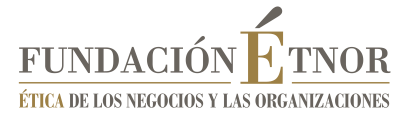 FUNDACIÓN ÉTNOR
ÉTICA DE LOS NEGOCIOS Y LAS ORGANIZACIONES